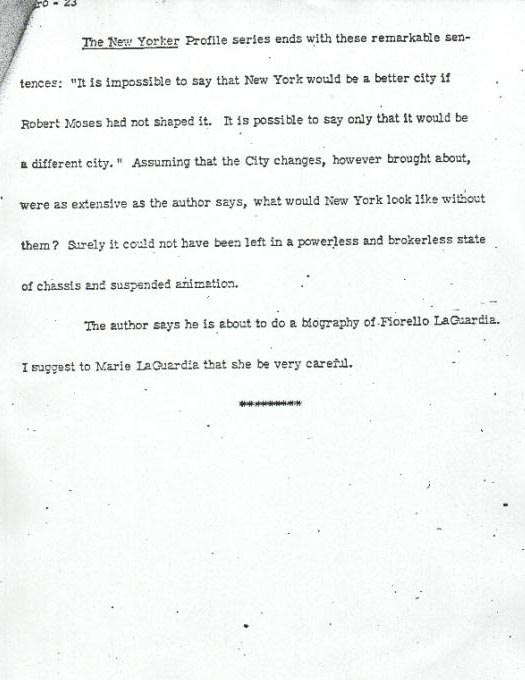 ro - 23
The New Yorker Profile series ends with these remarkable sen-
tences: "It is impossible to say that New York would be a better city if
Robert Moses had not shaped it. It is possible to say only that it would be
a different city." Assuming that the City changes, however brought about,
were as extensive as the author says, what would New York look like without
them? Surely it could not have been left in a powerless and brokerless state
of chassis and suspended animation.
The author says he is about to do a biography of Fiorello LaGuardia.
I suggest to Marie LaGuardia that she be very careful.
*********